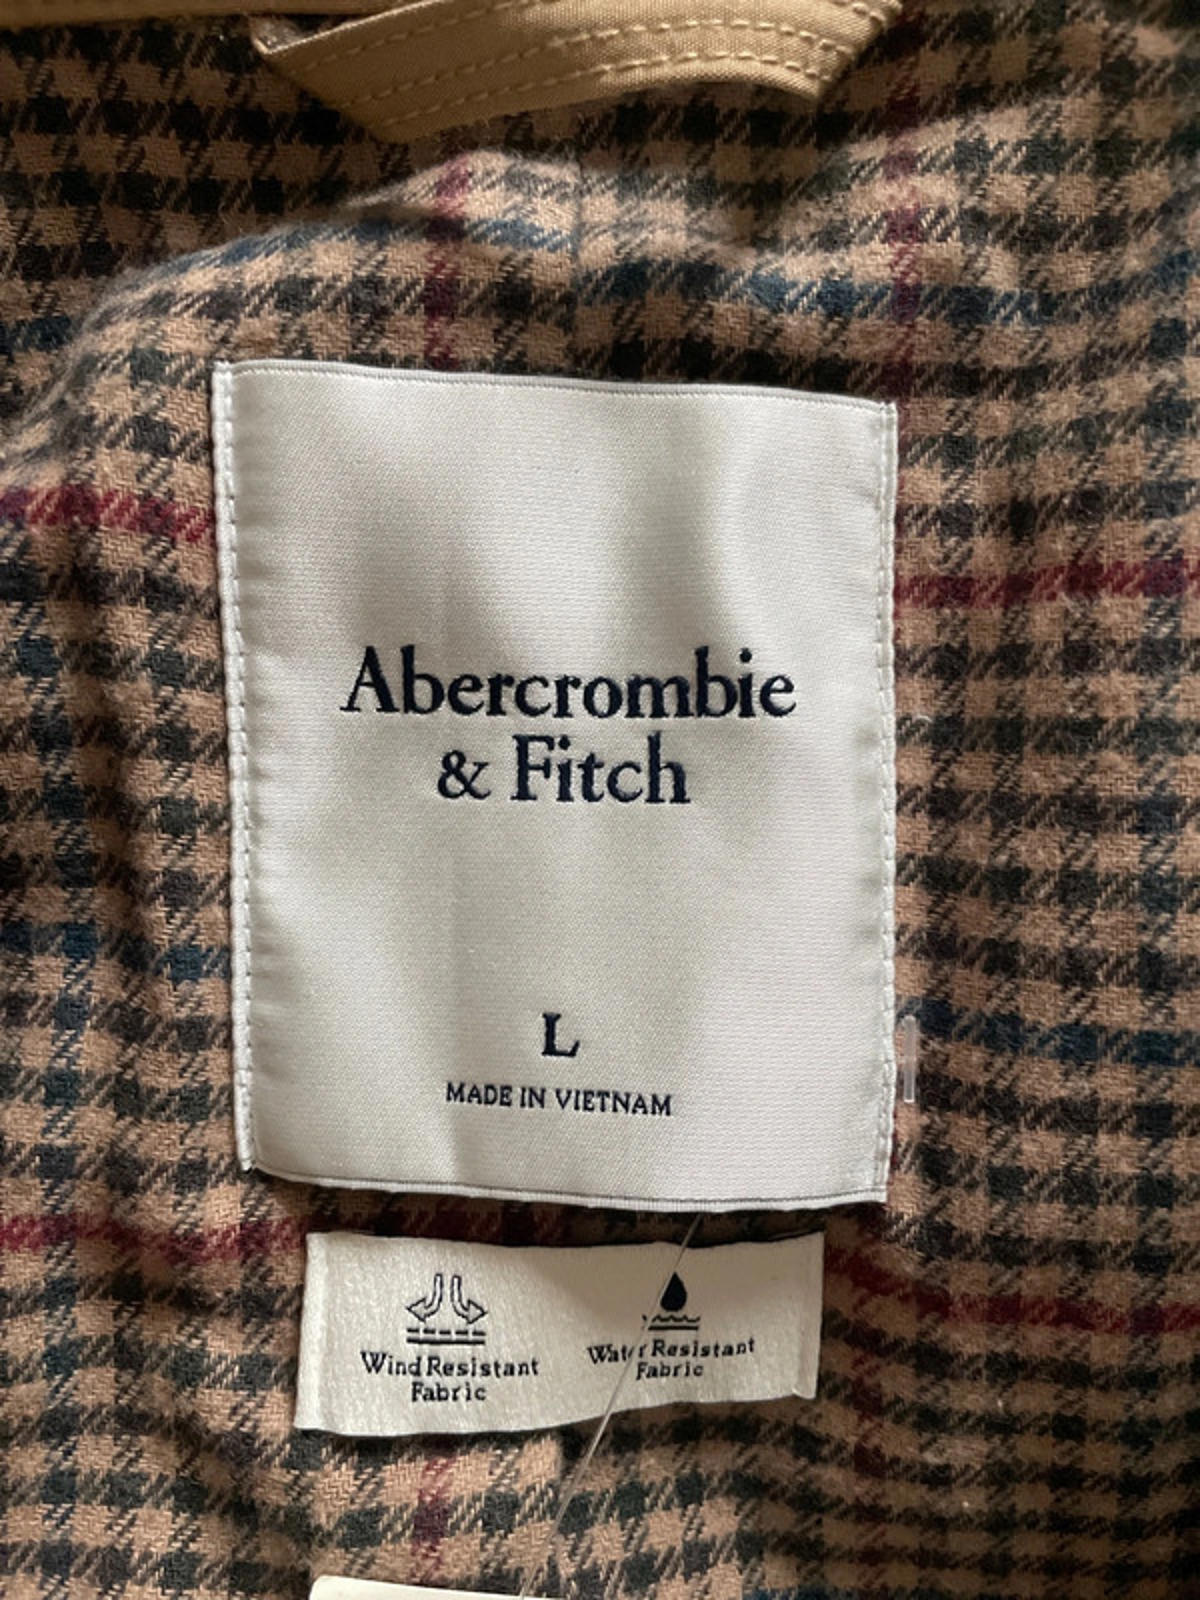 Abercrombie
& Fitch
L
MADE IN VIETNAM
Wind Resistant
Fabric
Water Resistant
Fabric